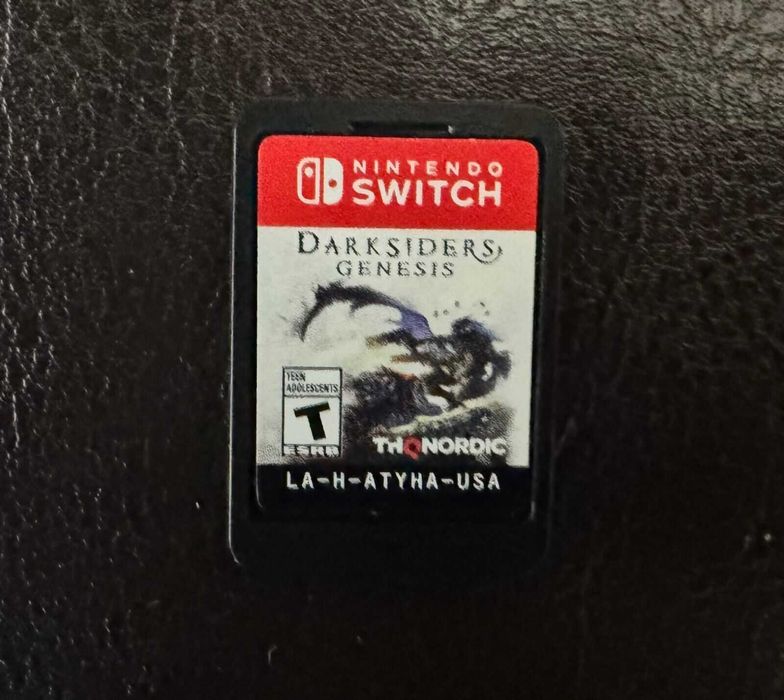 NINTENDO
SWITCH
DARKSIDERS
GENESIS
TEEN
ADOLESCENTS
T
ESRB
THQNORDIC
LA-H-ATYHA-USA